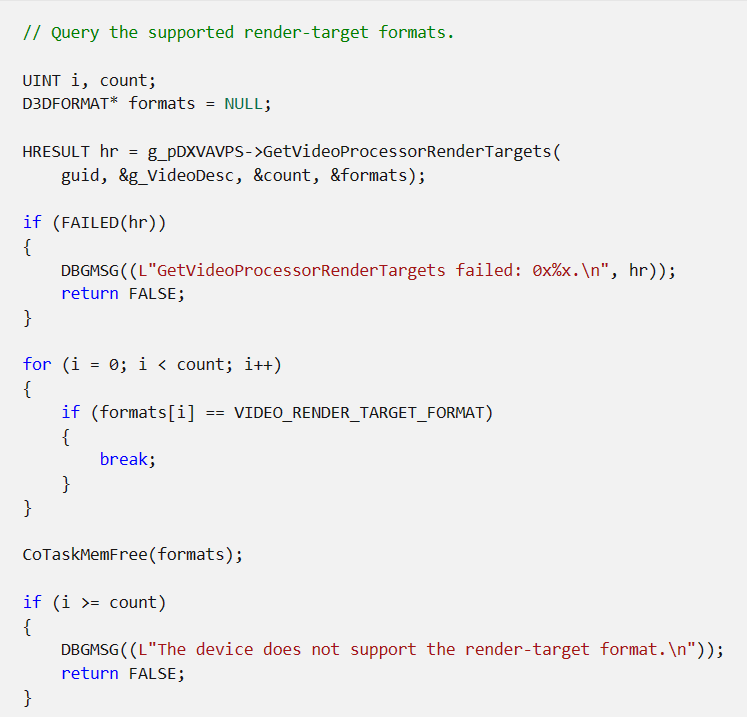 // Query the supported render-target formats.
UINT i, count;
D3DFORMAT* formats = NULL;
HRESULT hr = g_pDXVAVPS->GetVideoProcessorRenderTargets(
    guid, &g_VideoDesc, &count, &formats);
if (FAILED(hr))
{
    DBGMSG((L"GetVideoProcessorRenderTargets failed: 0x%x.\n", hr));
    return FALSE;
}
for (i = 0; i < count; i++)
{
    if (formats[i] == VIDEO_RENDER_TARGET_FORMAT)
    {
        break;
    }
}
CoTaskMemFree(formats);
if (i >= count)
{
    DBGMSG((L"The device does not support the render-target format.\n"));
    return FALSE;
}